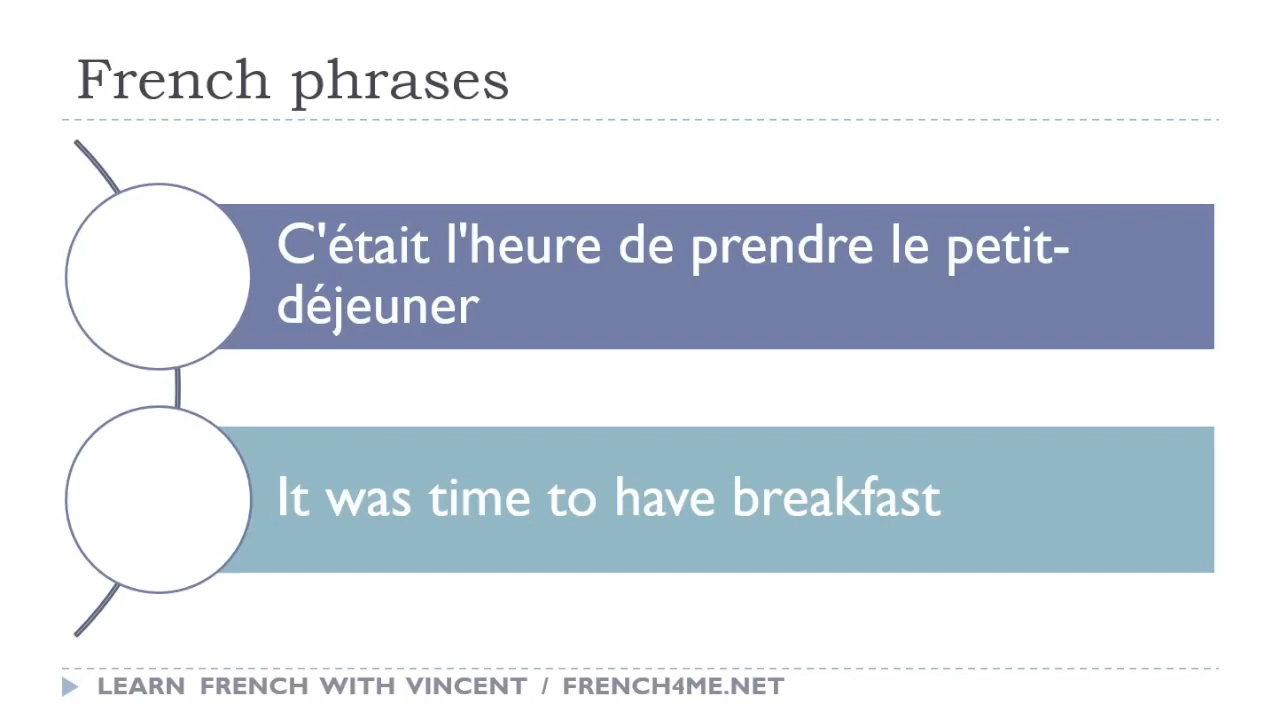 French phrases
C'était l'heure de prendre le petit-
déjeuner
It was time to have breakfast
LEARN FRENCH WITH VINCENT / FRENCH4ME.NET